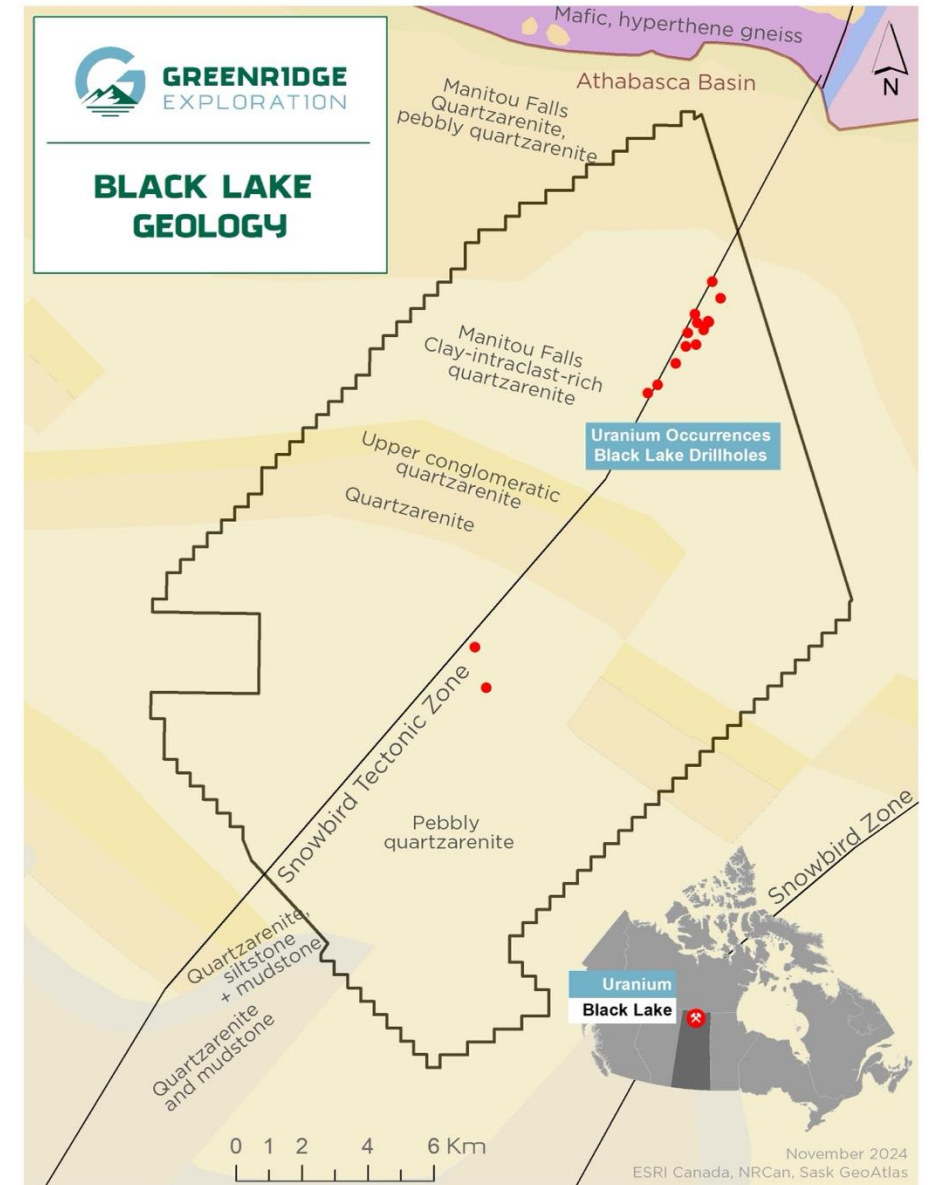 Mafic, hyperthene gneiss
GREENR1DGE
EXPLORATION
BLACK LAKE
GEOLOGY
N
Athabasca Basin
Manitou Falls
Quartzarenite,
pebbly quartzarenite
Manitou Falls
Clay-intraclast-rich
quartzarenite
Uranium Occurrences
Black Lake Drillholes
Upper conglomeratic
quartzarenite
Quartzarenite
Snowbird Tectonic Zone
Pebbly
quartzarenite
Snowbird Zone
Quartzarenite,
siltstone
+ mudstone
Quartzarenite
and mudstone
Uranium
Black Lake
0 1 2 4 6 Km
November 2024
ESRI Canada, NRCan, Sask GeoAtlas